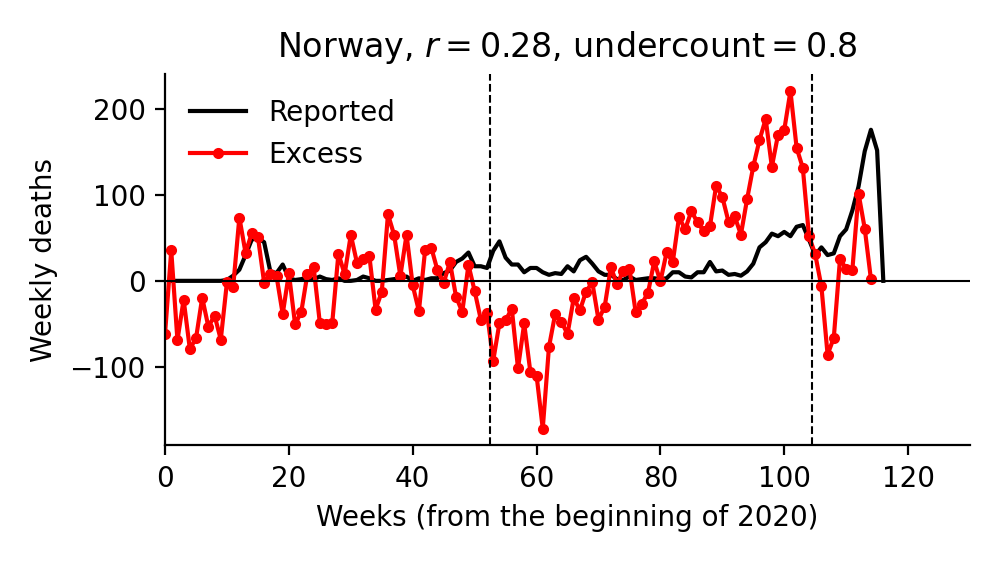 Norway, r = 0.28, undercount = 0.8
Weekly deaths
200
100
0
−100
Reported
Excess
0 20 40 60 80 100 120
Weeks (from the beginning of 2020)